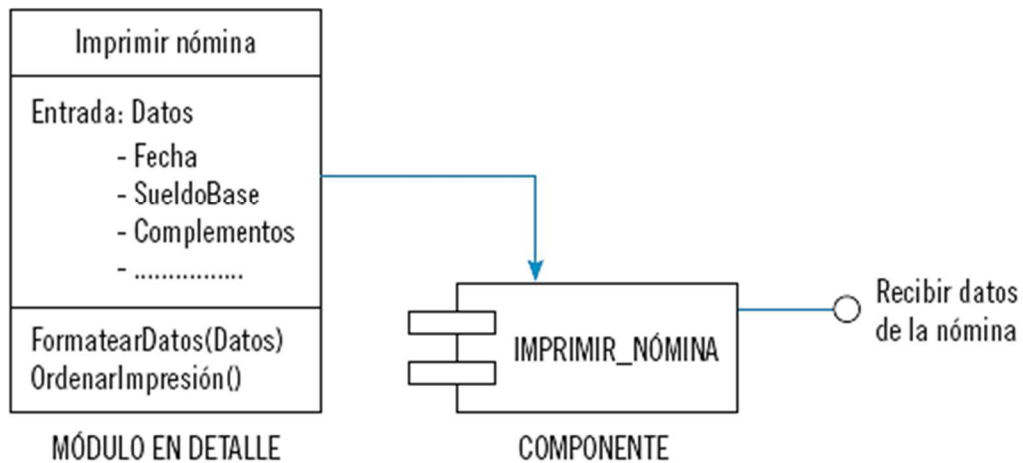 Imprimir nómina
Entrada: Datos
- Fecha
- SueldoBase
- Complementos
- ................
FormatearDatos(Datos)
OrdenarImpresión()
MÓDULO EN DETALLE
IMPRIMIR_NÓMINA
COMPONENTE
Recibir datos
de la nómina